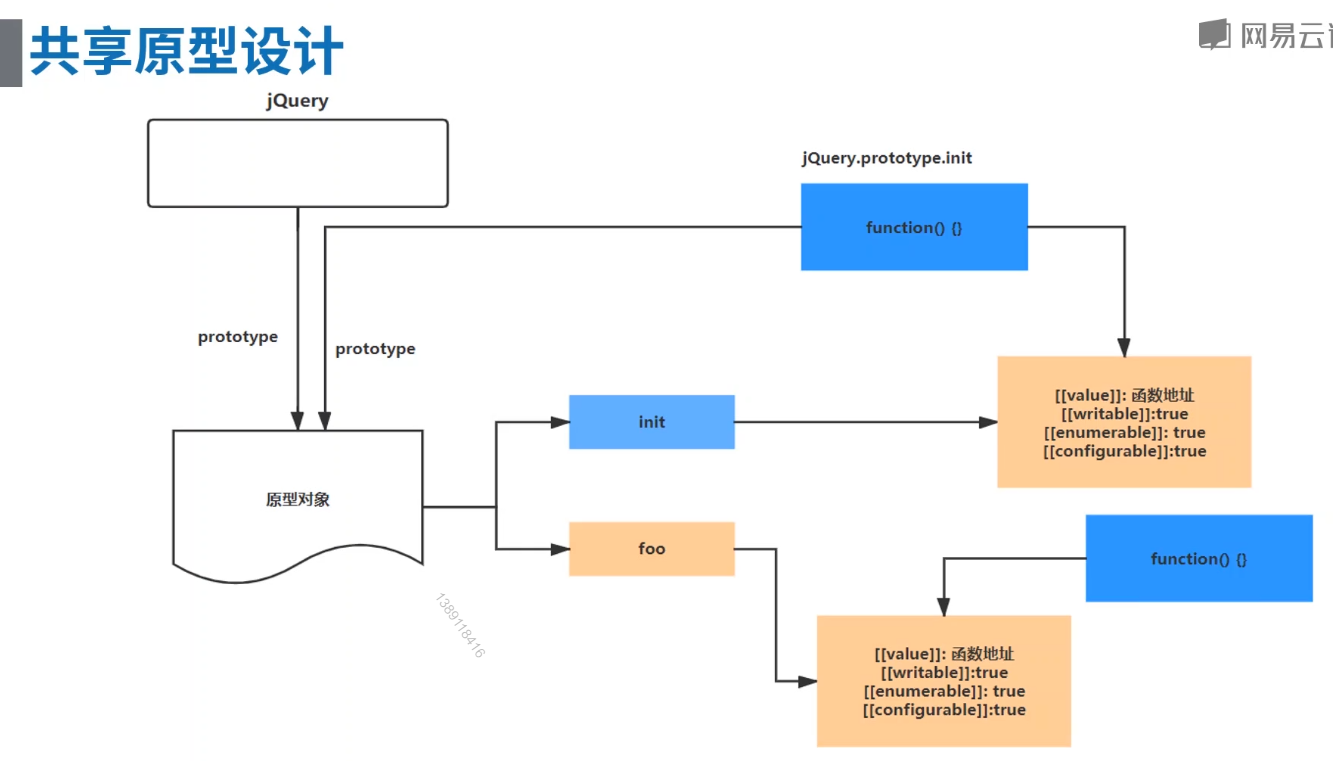 共享原型设计
网易云
jQuery
jQuery.prototype.init
function() {}
prototype
prototype
[[value]]: 函数地址
[[writable]]:true
[[enumerable]]: true
[[configurable]]:true
init
原型对象
foo
function() {}
1389118416
[[value]]: 函数地址
[[writable]]:true
[[enumerable]]: true
[[configurable]]:true